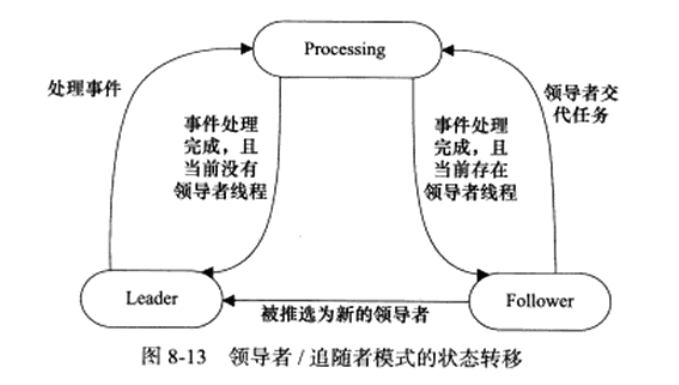 Processing
处理事件
领导者交
代任务
事件处理
完成，且
当前没有
领导者线程
事件处理
完成，且
当前存在
领导者线程
Leader
被推选为新的领导者
Follower
图 8-13 领导者 / 追随者模式的状态转移